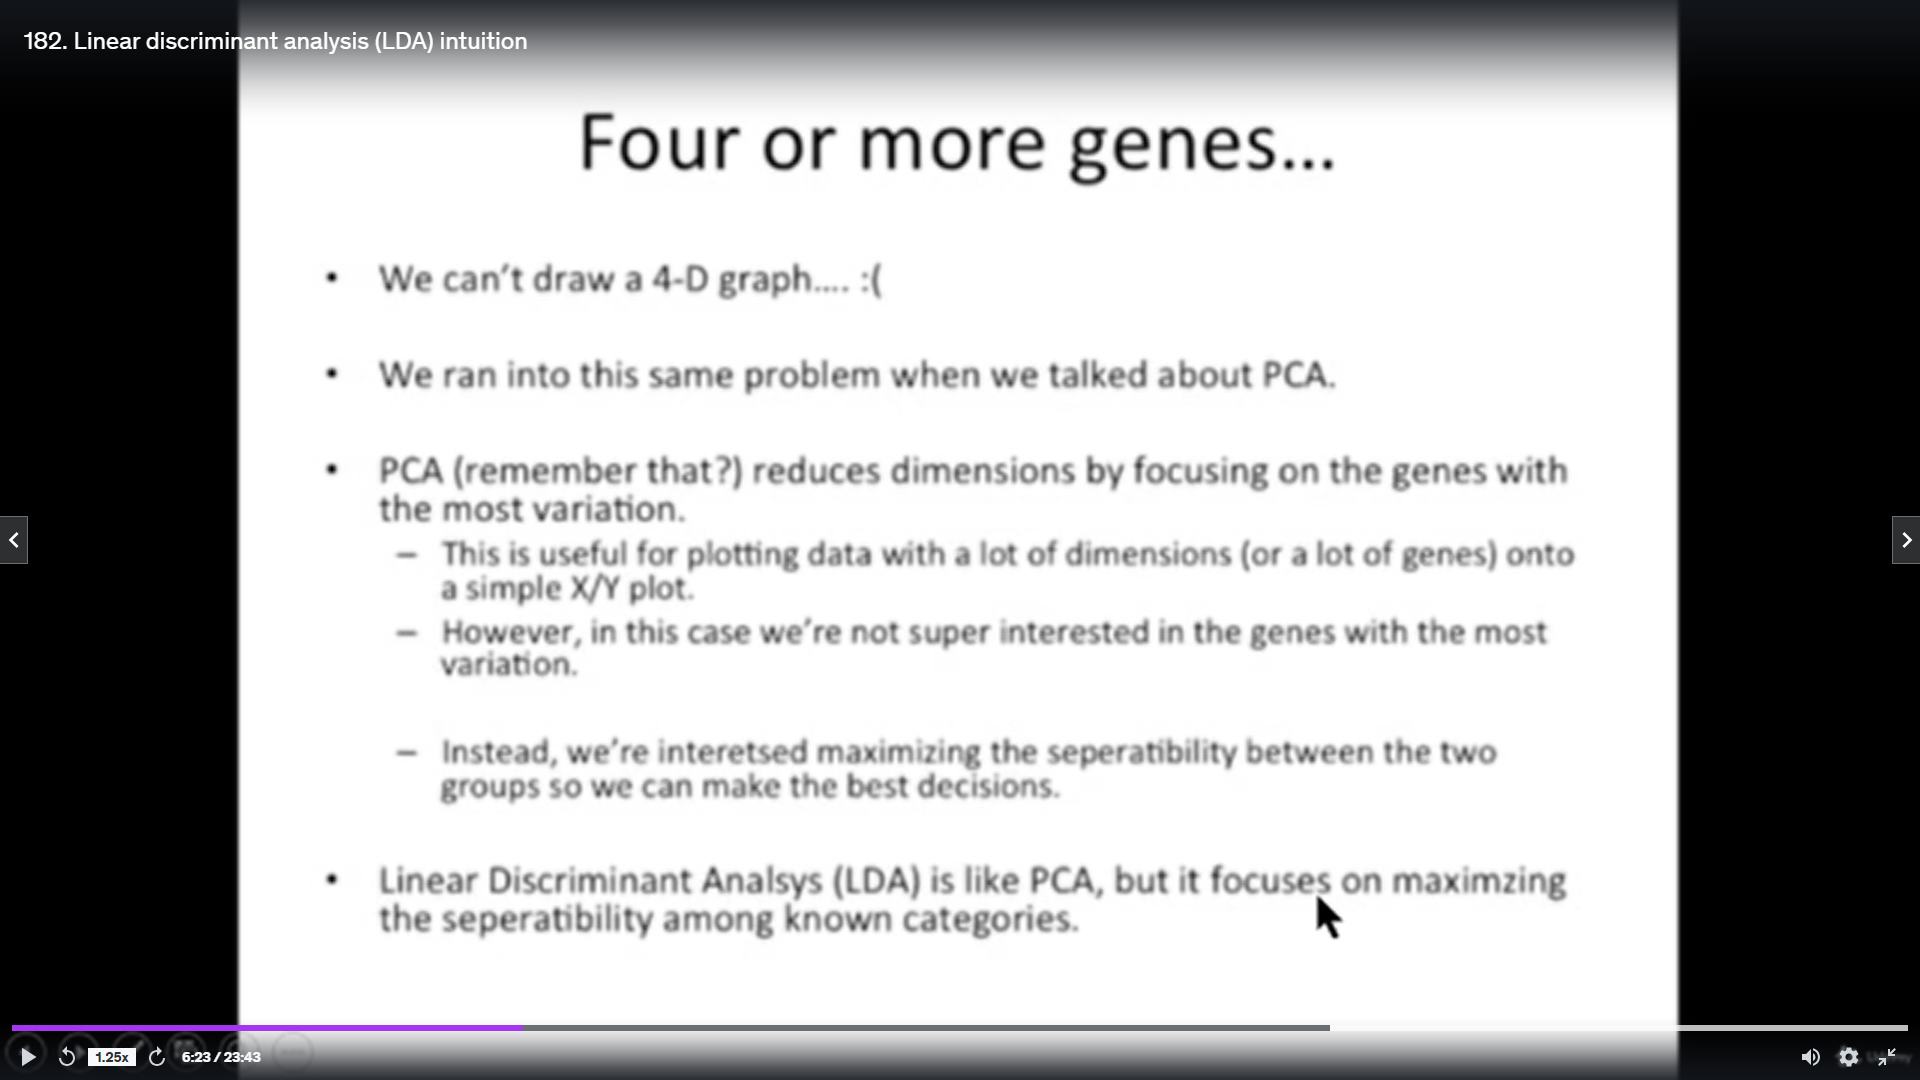 182. Linear discriminant analysis (LDA) intuition
Four or more genes...
• We can't draw a 4-D graph.... :(
• We ran into this same problem when we talked about PCA.
• PCA (remember that?) reduces dimensions by focusing on the genes with
the most variation.
– This is useful for plotting data with a lot of dimensions (or a lot of genes) onto
a simple X/Y plot.
– However, in this case we're not super interested in the genes with the most
variation.
– Instead, we're interetsed maximizing the seperatibility between the two
groups so we can make the best decisions.
• Linear Discriminant Analsys (LDA) is like PCA, but it focuses on maximzing
the seperatibility among known categories.
1.25x 6:23 / 23:43